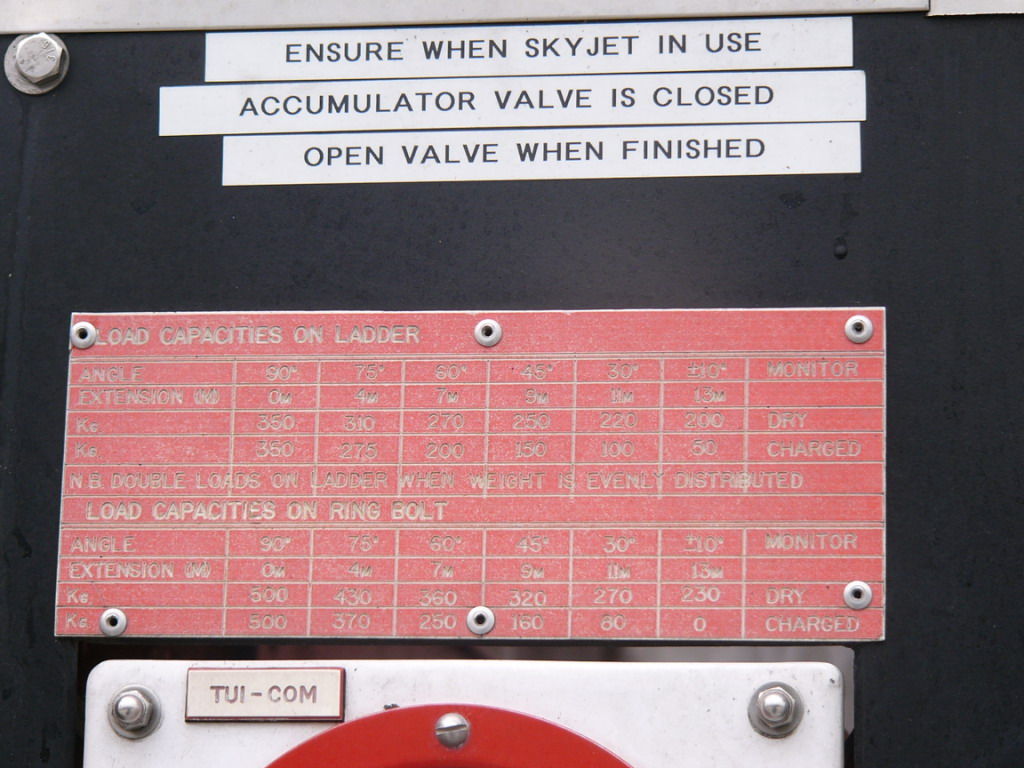 ENSURE WHEN SKYJET IN USE
ACCUMULATOR VALVE IS CLOSED
OPEN VALVE WHEN FINISHED
LOAD CAPACITIES ON LADDER
ANGLE 90° 75° 60° 45° 30° ±10° MONITOR
EXTENSION (M) 0M 4M 7M 9M 11M 13M
KG 350 310 270 250 220 200 DRY
KG. 350 275 200 150 100 50 CHARGED
N.B. DOUBLE LOADS ON LADDER WHEN WEIGHT IS EVENLY DISTRIBUTED
LOAD CAPACITIES ON RING BOLT
ANGLE 90° 75° 60° 45° 30° ±10° MONITOR
EXTENSION (M) 0M 4M 7M 9M 11M 13M
KG. 500 430 360 320 270 230 DRY
KG. 500 370 250 160 80 0 CHARGED
TUI-COM